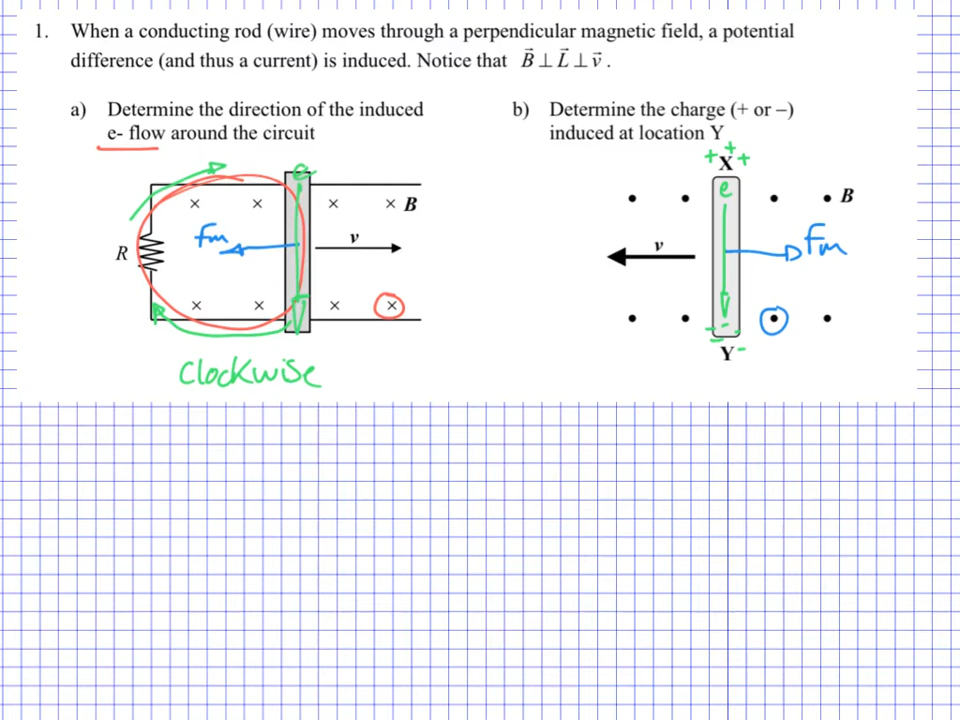 1. When a conducting rod (wire) moves through a perpendicular magnetic field, a potential
difference (and thus a current) is induced. Notice that B⃗ ⊥ L⃗ ⊥ v⃗ .
a) Determine the direction of the induced
e- flow around the circuit
b) Determine the charge (+ or –)
induced at location Y
e
× × × × B
Fm
v
R
× × × ×
Clockwise
+ + +
X
e
• • • • B
v
Fm
• • • •
- - - -
Y -